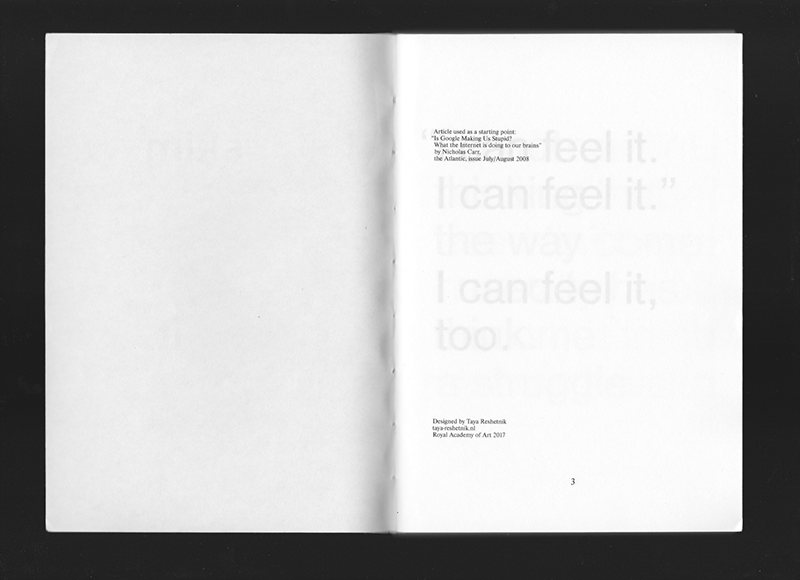 Article used as a starting point:
"Is Google Making Us Stupid?
What the Internet is doing to our brains"
by Nicholas Carr,
the Atlantic, issue July/August 2008
I can feel it.
I can feel it.”
the way
I can feel it,
too.
Designed by Taya Reshetnik
taya-reshetnik.nl
Royal Academy of Art 2017
3